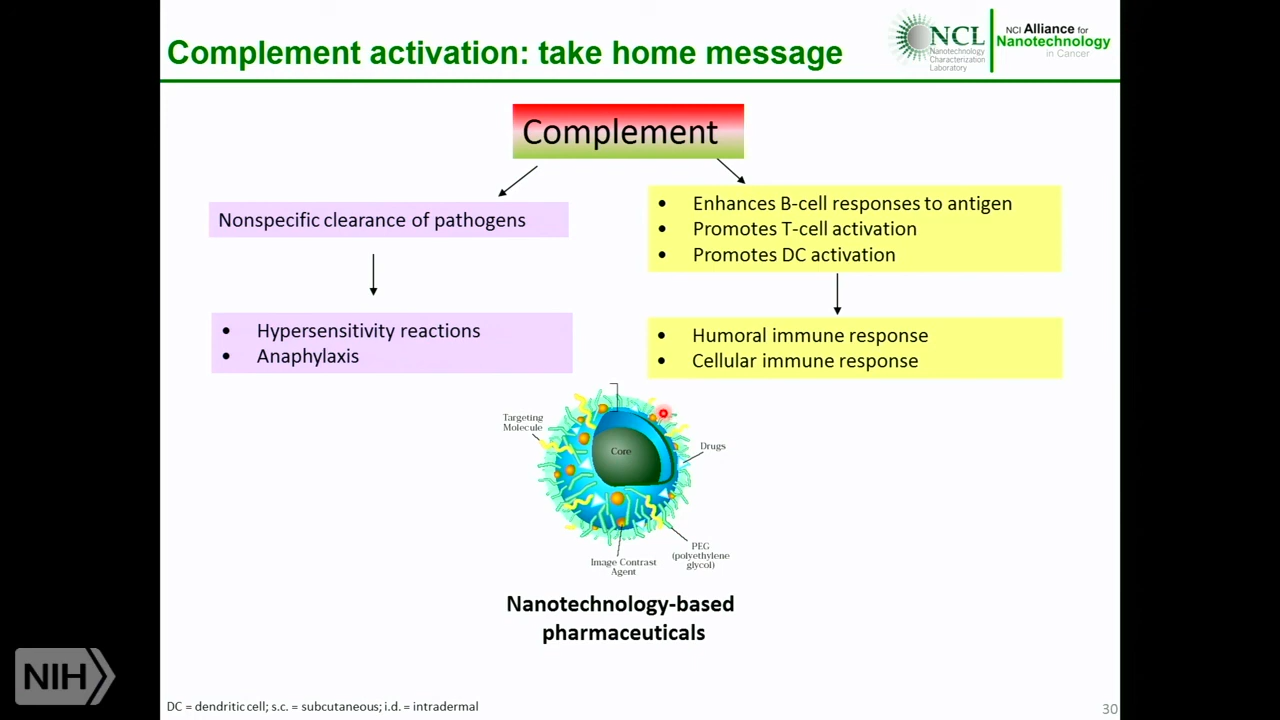 Complement activation: take home message
NCL
Nanotechnology
Characterization
Laboratory
NCI Alliance for
Nanotechnology
in Cancer
Complement
Nonspecific clearance of pathogens
• Hypersensitivity reactions
• Anaphylaxis
• Enhances B-cell responses to antigen
• Promotes T-cell activation
• Promotes DC activation
• Humoral immune response
• Cellular immune response
Targeting
Molecule
Core
Drugs
PEG
(polyethylene
glycol)
Image Contrast
Agent
Nanotechnology-based
pharmaceuticals
NIH
DC = dendritic cell; s.c. = subcutaneous; i.d. = intradermal
30